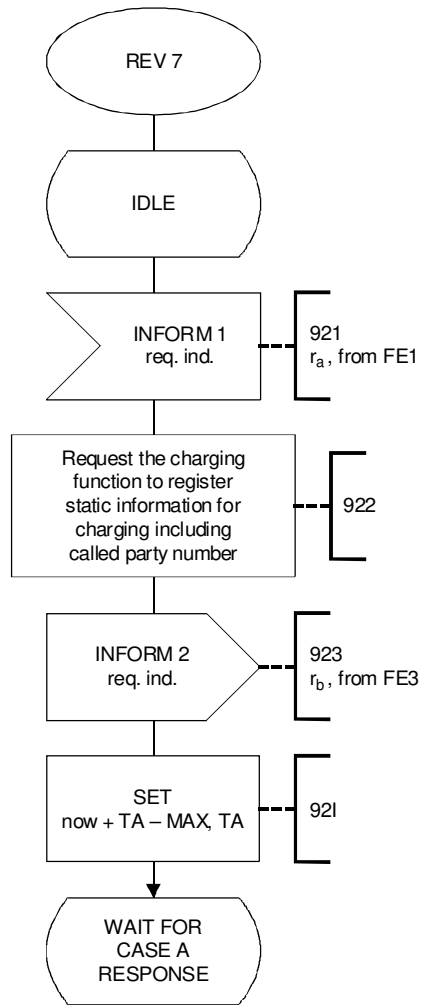 REV 7
IDLE
INFORM 1
req. ind.
921
ra, from FE1
Request the charging
function to register
static information for
charging including
called party number
922
INFORM 2
req. ind.
923
rb, from FE3
SET
now + TA – MAX, TA
92I
WAIT FOR
CASE A
RESPONSE